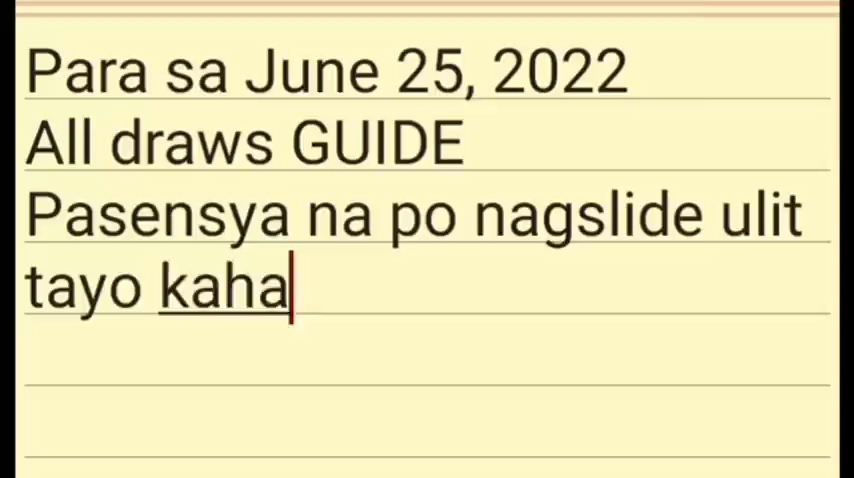 Para sa June 25, 2022
All draws GUIDE
Pasensya na po nagslide ulit
tayo kaha